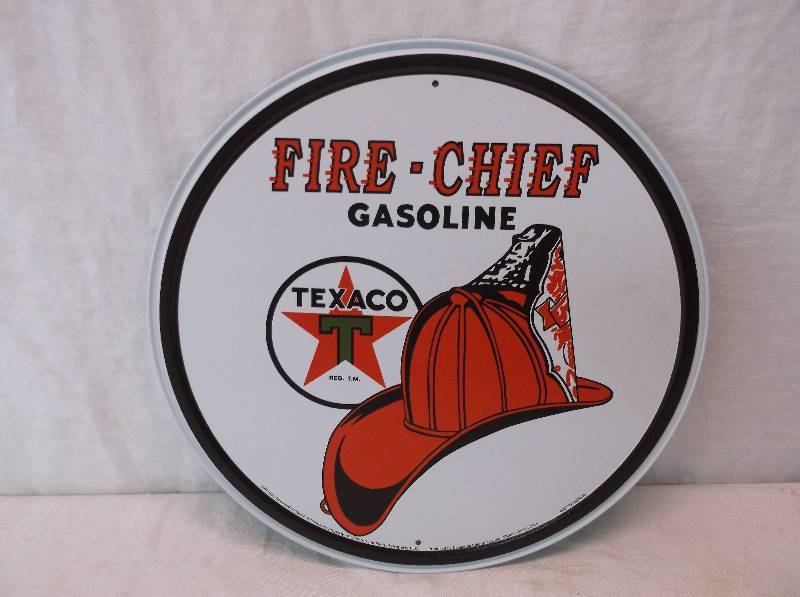 FIRE-CHIEF
GASOLINE
TEXACO
T
REG. T.M.